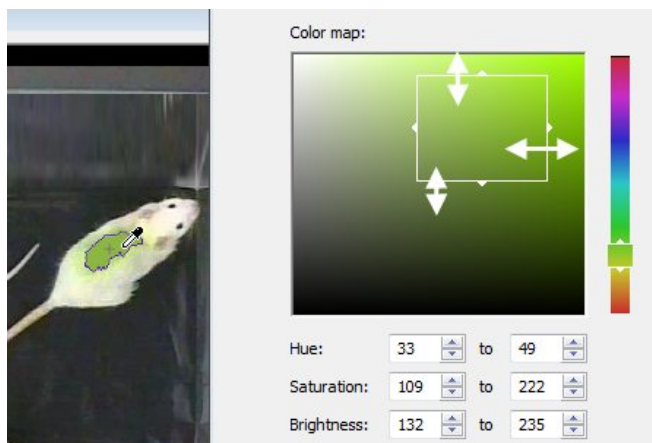 Color map:
Hue: 33 to 49
Saturation: 109 to 222
Brightness: 132 to 235